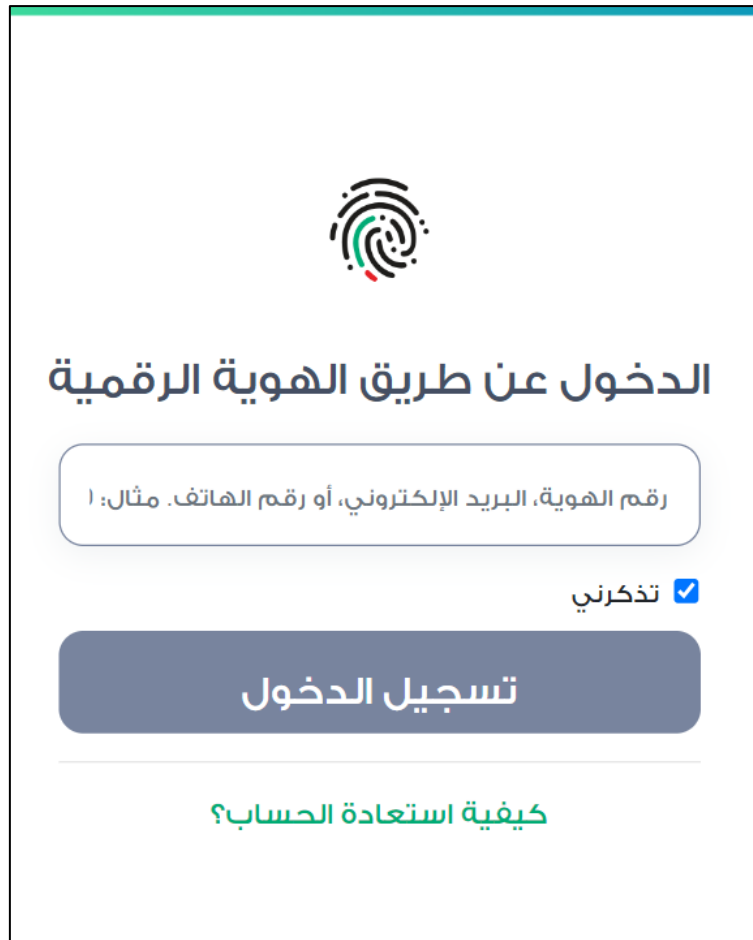 الدخول عن طريق الهوية الرقمية
رقم الهوية، البريد الإلكتروني، أو رقم الهاتف. مثال:
تذكرني
تسجيل الدخول
كيفية استعادة الحساب؟